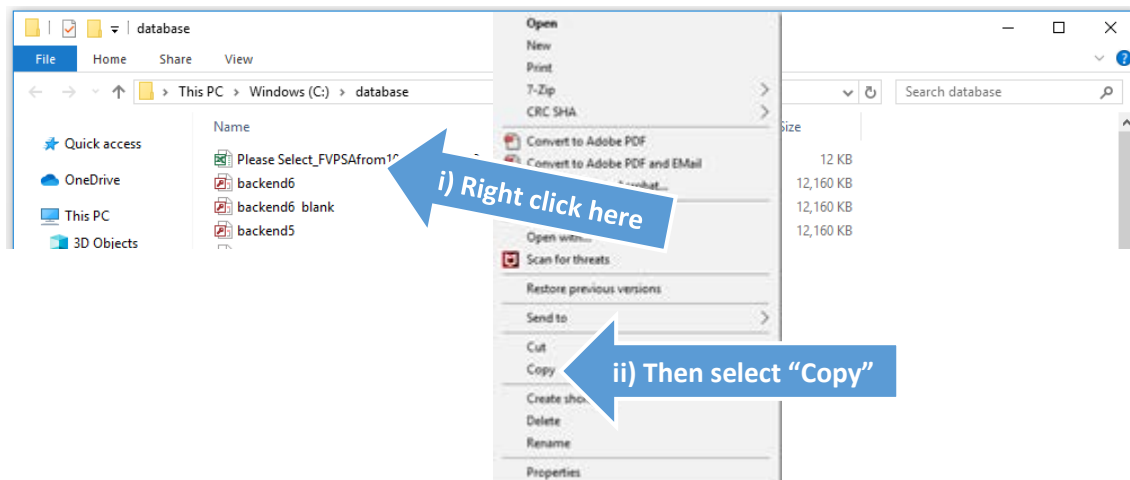 database
File Home Share View
This PC > Windows (C:) > database
Search database
Name
Size
Quick access
OneDrive
This PC
3D Objects
Please Select_FVPSAfrom10
12 KB
backend6
12,160 KB
backend6 blank
12,160 KB
backend5
12,160 KB
Open
New
Print
7-Zip
CRC SHA
Convert to Adobe PDF
Convert to Adobe PDF and EMail
Open with...
Scan for threats
Restore previous versions
Send to
Cut
Copy
Create
Delete
Rename
Properties
i) Right click here
ii) Then select “Copy”